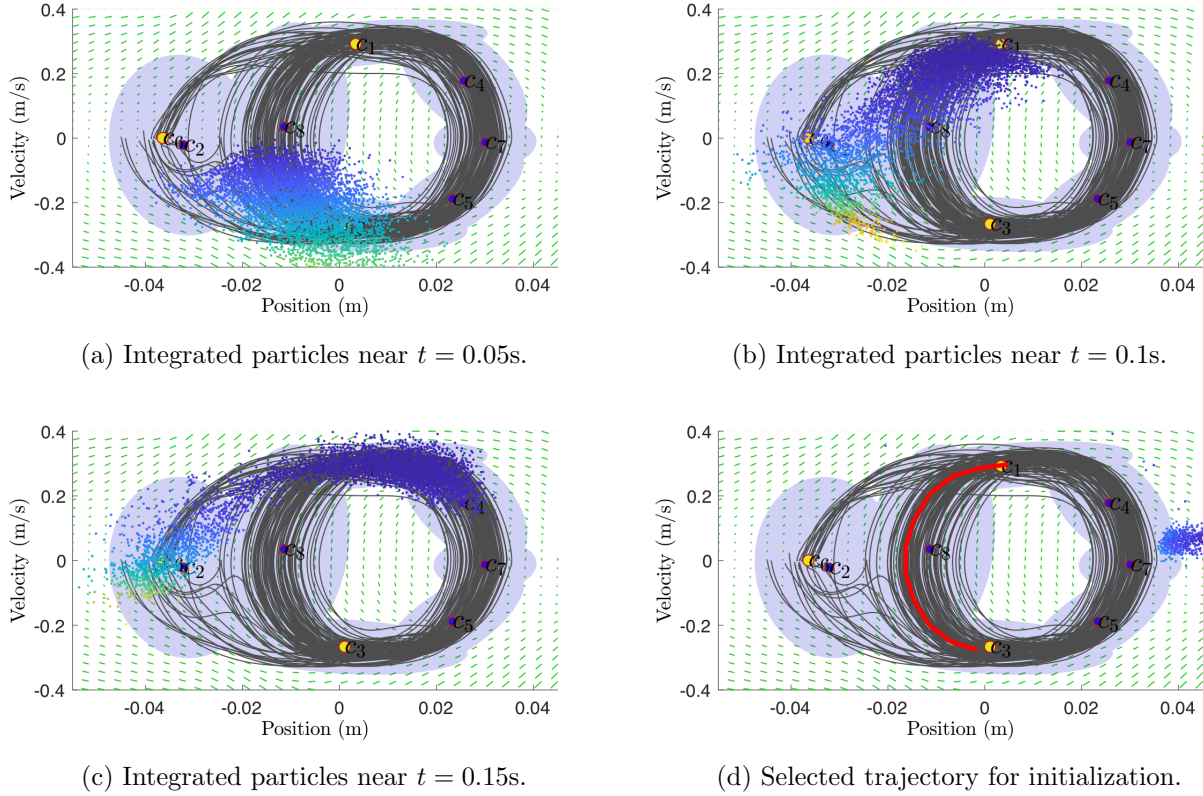 0.4
0.2
0
-0.2
-0.4
Velocity (m/s)
c1
c4
c8
c6
c2
c7
c5
-0.04 -0.02 0 0.02 0.04
Position (m)
(a) Integrated particles near t = 0.05s.
0.4
0.2
0
-0.2
-0.4
Velocity (m/s)
c1
c4
c8
c7
c5
c3
-0.04 -0.02 0 0.02 0.04
Position (m)
(b) Integrated particles near t = 0.1s.
0.4
0.2
0
-0.2
-0.4
Velocity (m/s)
c4
c8
c2
c7
c5
c3
-0.04 -0.02 0 0.02 0.04
Position (m)
(c) Integrated particles near t = 0.15s.
0.4
0.2
0
-0.2
-0.4
Velocity (m/s)
c1
c4
c8
c6
c2
c7
c5
c3
-0.04 -0.02 0 0.02 0.04
Position (m)
(d) Selected trajectory for initialization.